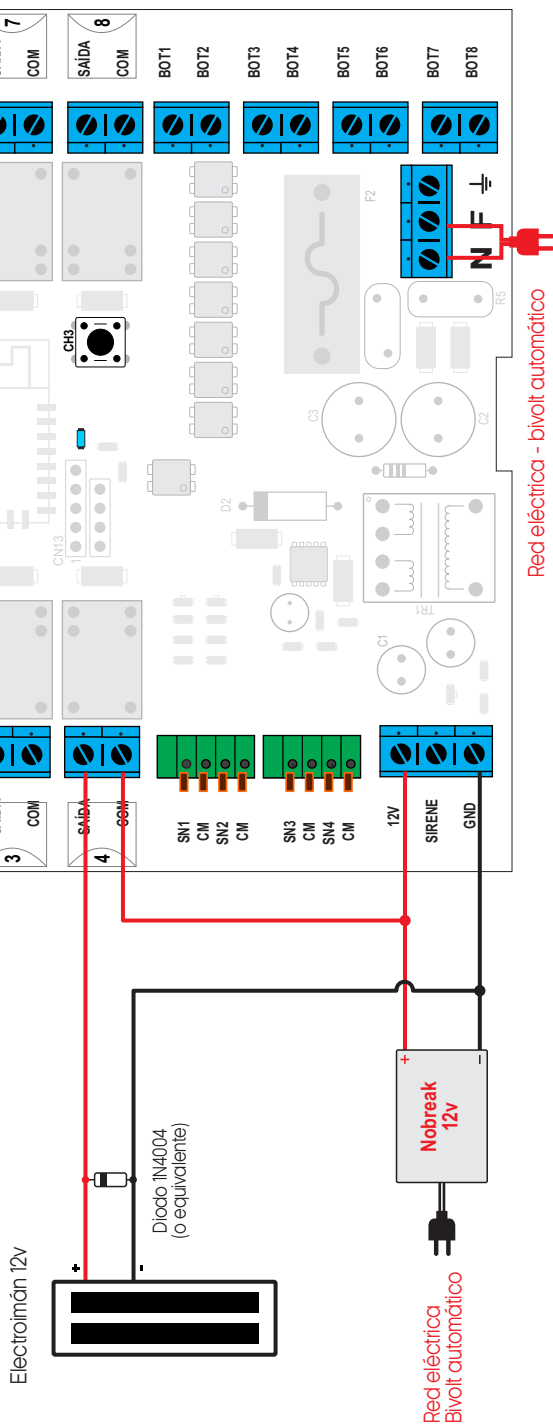 7
COM
8
SAÍDA
COM
BOT1
BOT2
BOT3
BOT4
BOT5
BOT6
BOT7
BOT8
F2
N F
R5
CH3
C3
C2
D2
CN13
1
TR1
C1
3
COM
4
SAÍDA
COM
SN1
CM
SN2
CM
SN3
CM
SN4
CM
12V
SIRENE
GND
Red eléctrica - bivolt automático
+
-
Nobreak
12v
Diodo 1N4004
(o equivalente)
+
-
Electroimán 12v
Red eléctrica
Bivolt automático